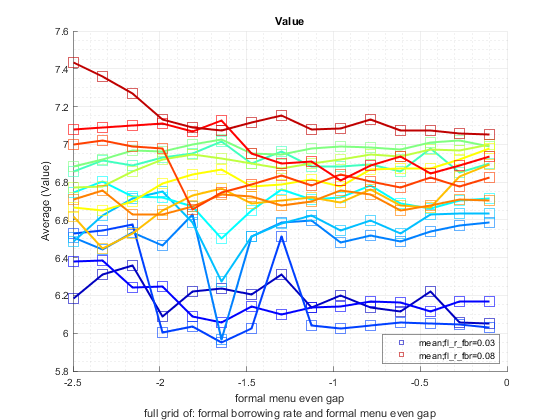 Value
7.6
7.4
7.2
7
6.8
6.6
6.4
6.2
6
5.8
Average (Value)
-2.5
-2
-1.5
-1
-0.5
0
mean;fl_r_fbr=0.03
mean;fl_r_fbr=0.08
formal menu even gap
full grid of: formal borrowing rate and formal menu even gap